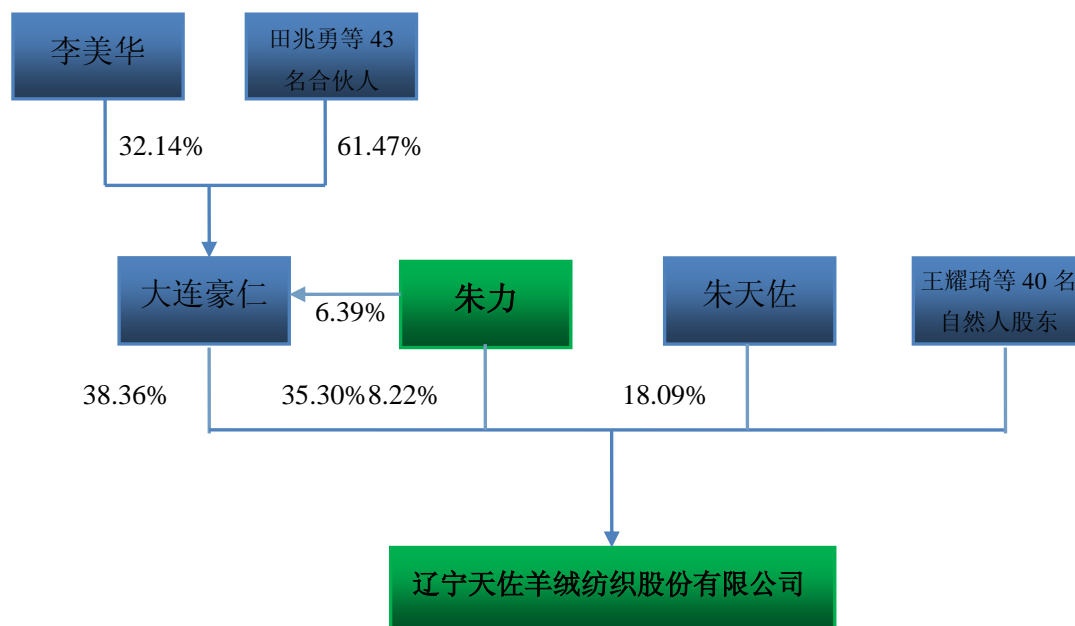 李美华
田兆勇等 43
名合伙人
32.14%
61.47%
大连豪仁
6.39%
朱力
朱天佐
王耀琦等 40 名
自然人股东
38.36%
35.30%8.22%
18.09%
辽宁天佐羊绒纺织股份有限公司